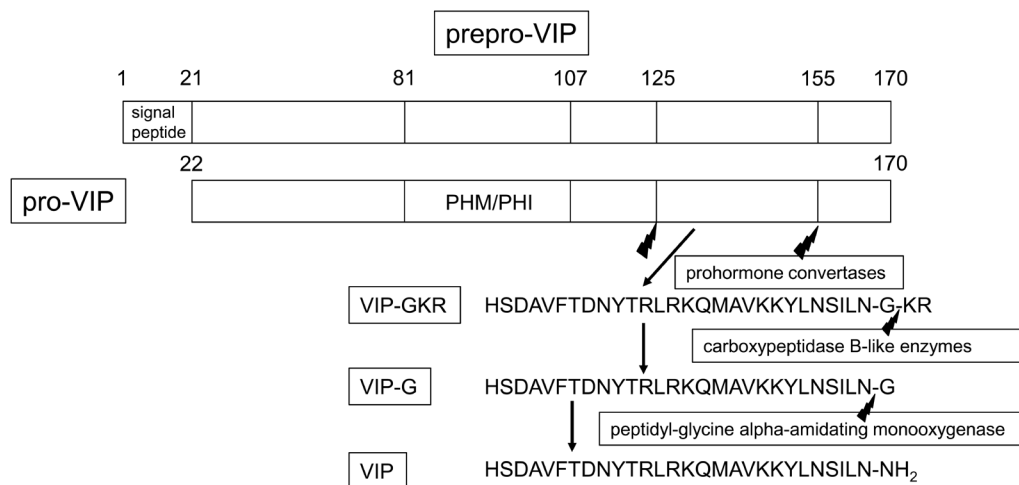 prepro-VIP
1 21 81 107 125 155 170
signal
peptide
22 170
pro-VIP
PHM/PHI
prohormone convertases
VIP-GKR HSDAVFTDNYTRLRKQMAVKKYLNSILN-G-KR
carboxypeptidase B-like enzymes
VIP-G HSDAVFTDNYTRLRKQMAVKKYLNSILN-G
peptidyl-glycine alpha-amidating monooxygenase
VIP HSDAVFTDNYTRLRKQMAVKKYLNSILN-NH₂